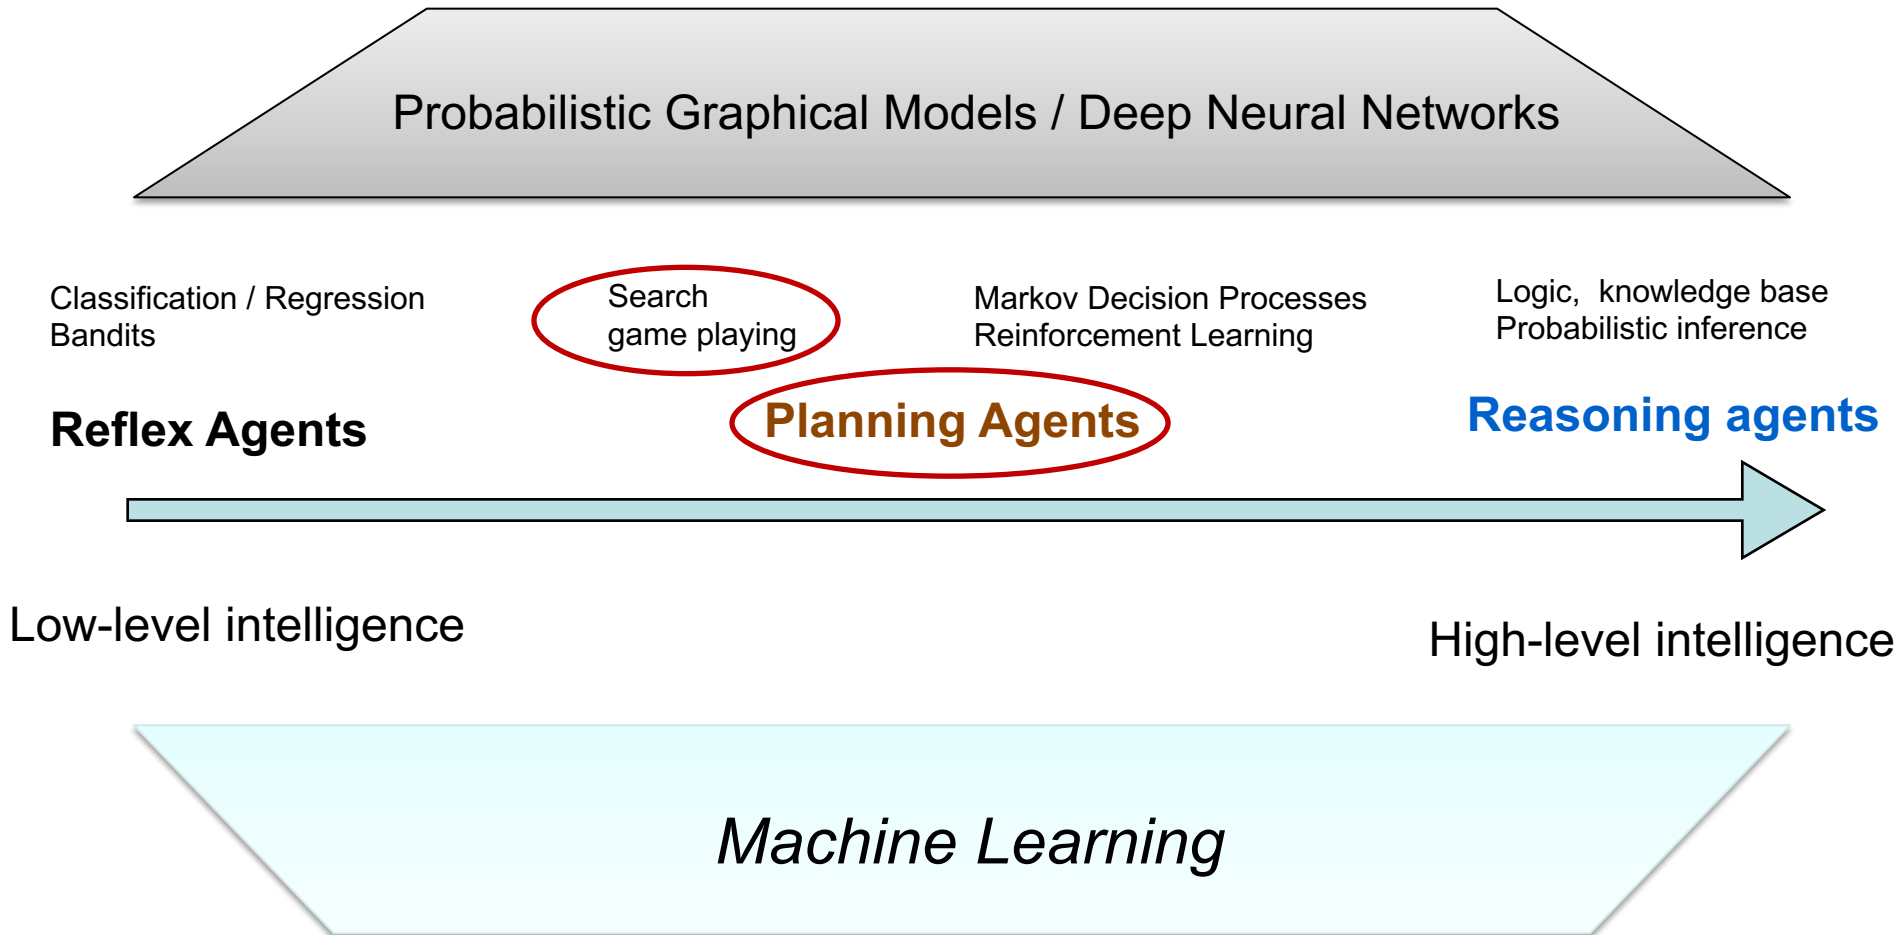 Probabilistic Graphical Models / Deep Neural Networks
Classification / Regression
Bandits
Search
game playing
Markov Decision Processes
Reinforcement Learning
Logic, knowledge base
Probabilistic inference
Reflex Agents
Planning Agents
Reasoning agents
Low-level intelligence
High-level intelligence
Machine Learning